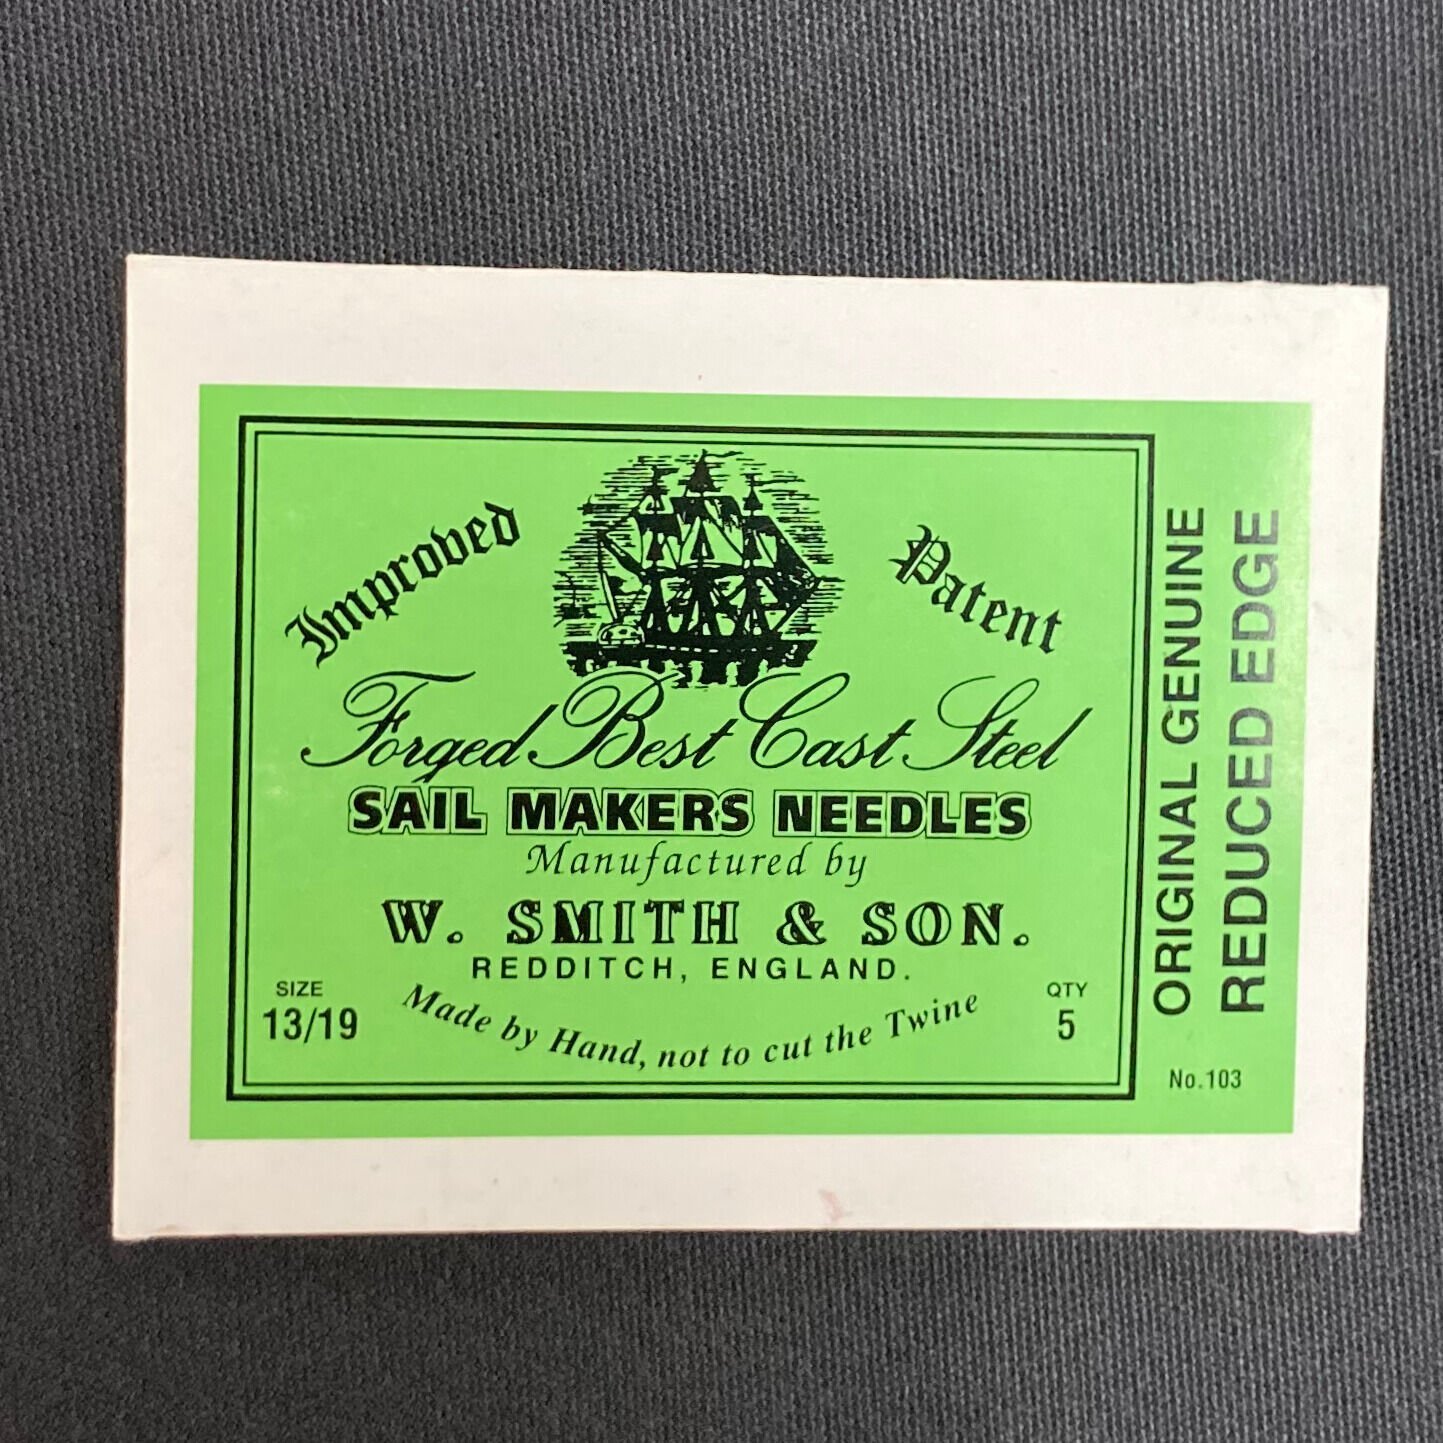 Improved
Patent
Forged Best Cast Steel
SAIL MAKERS NEEDLES
Manufactured by
W. SMITH & SON.
REDDITCH, ENGLAND.
SIZE
13/19
Made by Hand, not to cut the Twine
QTY
5
ORIGINAL GENUINE
REDUCED EDGE
No.103